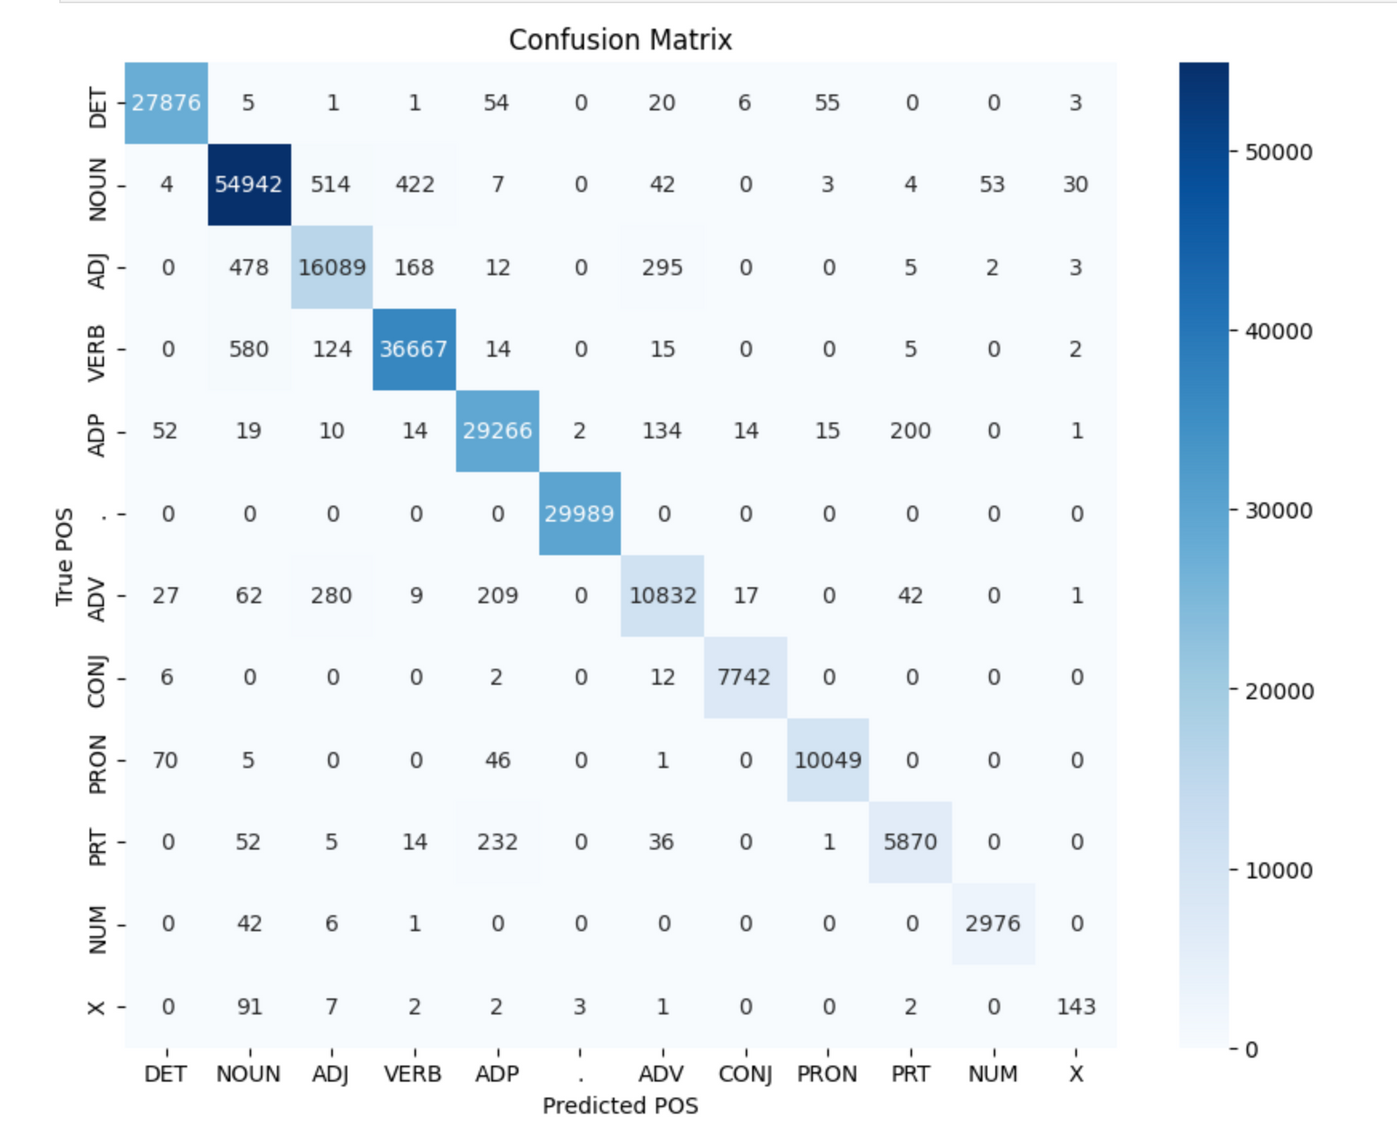 Confusion Matrix
DET 27876 5 1 1 54 0 20 6 55 0 0 3
NOUN 4 54942 514 422 7 0 42 0 3 4 53 30
ADJ 0 478 16089 168 12 0 295 0 0 5 2 3
VERB 0 580 124 36667 14 0 15 0 0 5 0 2
ADP 52 19 10 14 29266 2 134 14 15 200 0 1
. 0 0 0 0 0 29989 0 0 0 0 0 0
ADV 27 62 280 9 209 0 10832 17 0 42 0 1
CONJ 6 0 0 0 2 0 12 7742 0 0 0 0
PRON 70 5 0 0 46 0 1 0 10049 0 0 0
PRT 0 52 5 14 232 0 36 0 1 5870 0 0
NUM 0 42 6 1 0 0 0 0 0 0 2976 0
X 0 91 7 2 2 3 1 0 0 2 0 143
DET NOUN ADJ VERB ADP . ADV CONJ PRON PRT NUM X
Predicted POS
True POS
50000
40000
30000
20000
10000
0